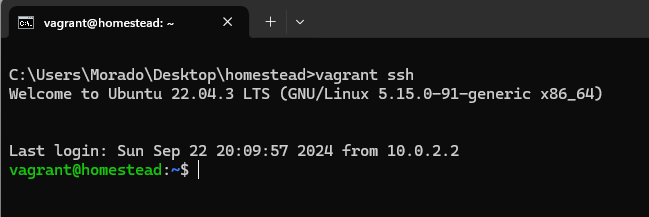 vagrant@homestead: ~
C:\Users\Morado\Desktop\homestead>vagrant ssh
Welcome to Ubuntu 22.04.3 LTS (GNU/Linux 5.15.0-91-generic x86_64)
Last login: Sun Sep 22 20:09:57 2024 from 10.0.2.2
vagrant@homestead:~$